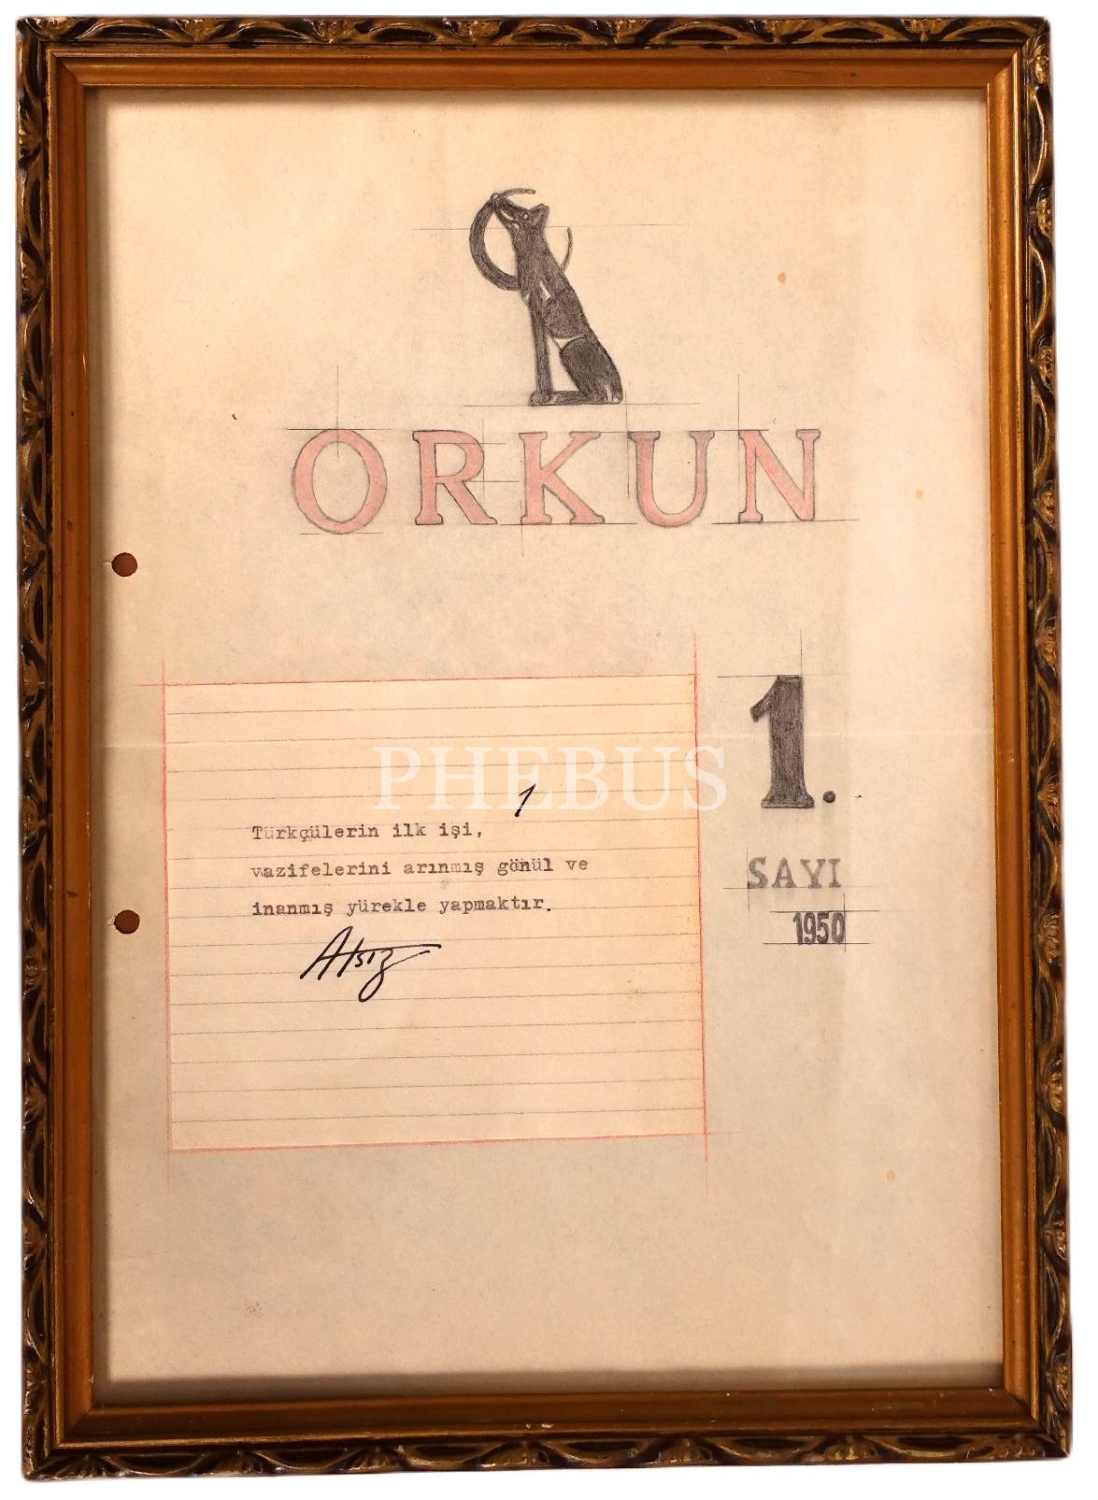 ORKUN
1.
SAYI
1950
PHEBUS
1
Türkçülerin ilk işi,
vazifelerini arınmış gönül ve
inanmış yürekle yapmaktır.
Atsız